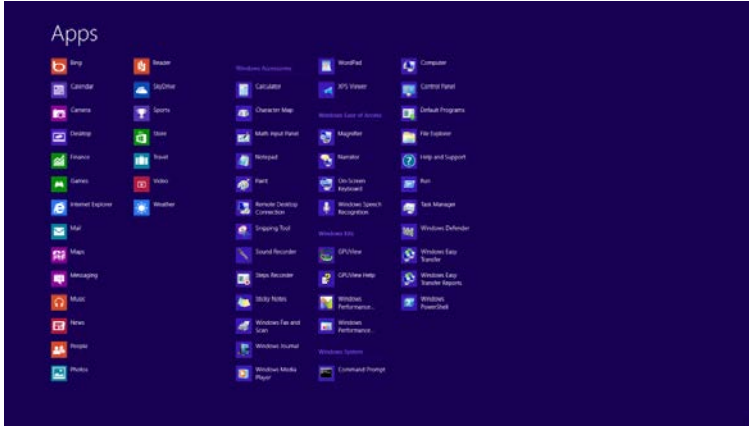 Apps
Bing
Calendar
Camera
Desktop
Finance
Games
Internet Explorer
Mail
Maps
Messaging
Music
News
People
Photos
Reader
SkyDrive
Sports
Store
Travel
Video
Weather
Windows Accessories
Calculator
Character Map
Math Input Panel
Notepad
Paint
Remote Desktop
Connection
Snipping Tool
Sound Recorder
Steps Recorder
Sticky Notes
Windows Fax and
Scan
Windows Journal
Windows Media
Player
WordPad
XPS Viewer
Windows Ease of Access
Magnifier
Narrator
On-Screen
Keyboard
Windows Speech
Recognition
Windows Kits
GPUView
GPUView Help
Windows
Performance...
Windows
Performance...
Windows System
Command Prompt
Computer
Control Panel
Default Programs
File Explorer
Help and Support
Run
Task Manager
Windows Defender
Windows Easy
Transfer
Windows Easy
Transfer Reports
Windows
PowerShell